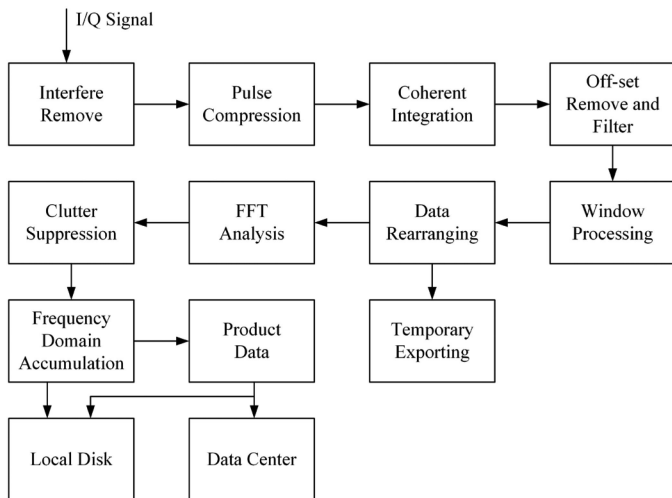 I/Q Signal
Interfere
Remove
Pulse
Compression
Coherent
Integration
Off-set
Remove and
Filter
Clutter
Suppression
FFT
Analysis
Data
Rearranging
Window
Processing
Frequency
Domain
Accumulation
Product
Data
Temporary
Exporting
Local Disk
Data Center